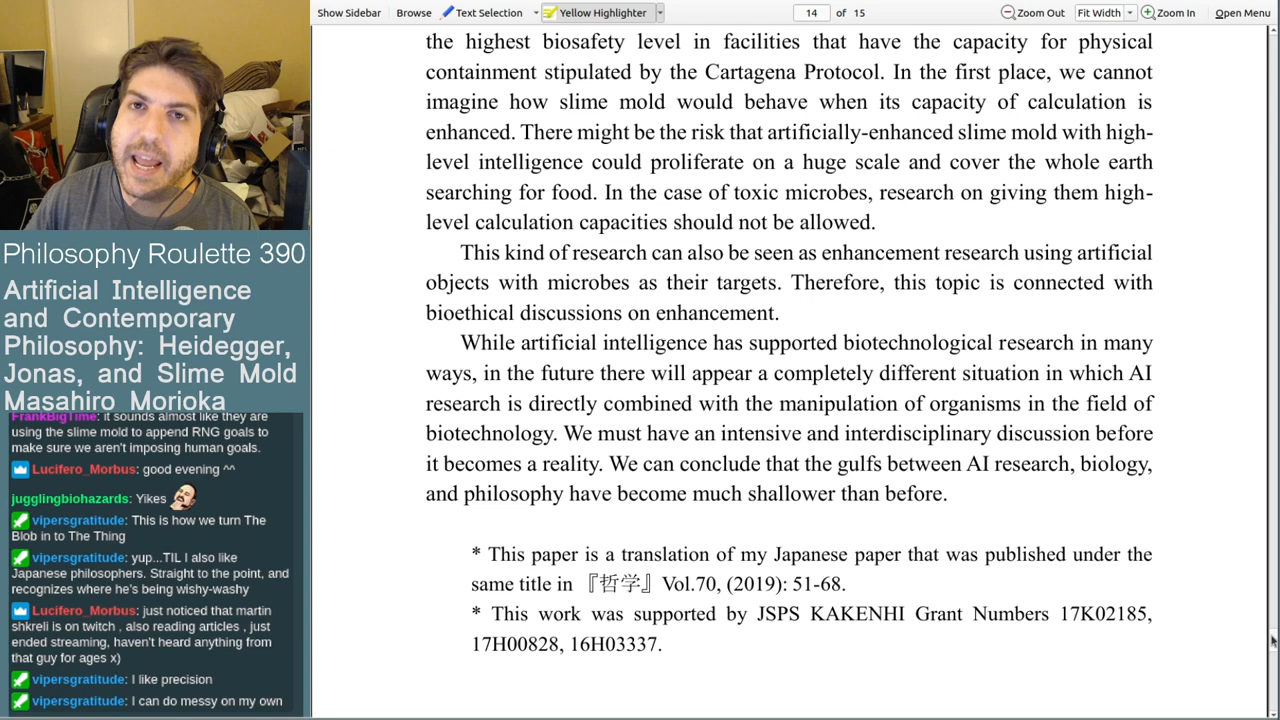 Show Sidebar Browse Text Selection Yellow Highlighter 14 of 15 Zoom Out Fit Width Zoom In Open Menu
the highest biosafety level in facilities that have the capacity for physical
containment stipulated by the Cartagena Protocol. In the first place, we cannot
imagine how slime mold would behave when its capacity of calculation is
enhanced. There might be the risk that artificially-enhanced slime mold with high-
level intelligence could proliferate on a huge scale and cover the whole earth
searching for food. In the case of toxic microbes, research on giving them high-
level calculation capacities should not be allowed.
This kind of research can also be seen as enhancement research using artificial
objects with microbes as their targets. Therefore, this topic is connected with
bioethical discussions on enhancement.
While artificial intelligence has supported biotechnological research in many
ways, in the future there will appear a completely different situation in which AI
research is directly combined with the manipulation of organisms in the field of
biotechnology. We must have an intensive and interdisciplinary discussion before
it becomes a reality. We can conclude that the gulfs between AI research, biology,
and philosophy have become much shallower than before.
* This paper is a translation of my Japanese paper that was published under the
same title in 『哲学』Vol.70, (2019): 51-68.
* This work was supported by JSPS KAKENHI Grant Numbers 17K02185,
17H00828, 16H03337.
Philosophy Roulette 390
Artificial Intelligence
and Contemporary
Philosophy: Heidegger,
Jonas, and Slime Mold
Masahiro Morioka
FrankBigTime: it sounds almost like they are
using the slime mold to append RNG goals to
make sure we aren't imposing human goals.
Lucifero_Morbus: good evening ^^
jugglingbiohazards: Yikes
vipersgratitude: This is how we turn The
Blob in to The Thing
vipersgratitude: yup...TIL I also like
Japanese philosophers. Straight to the point, and
recognizes where he's being wishy-washy
Lucifero_Morbus: just noticed that martin
shkreli is on twitch , also reading articles , just
ended streaming, haven't heard anything from
that guy for ages x)
vipersgratitude: I like precision
vipersgratitude: I can do messy on my own